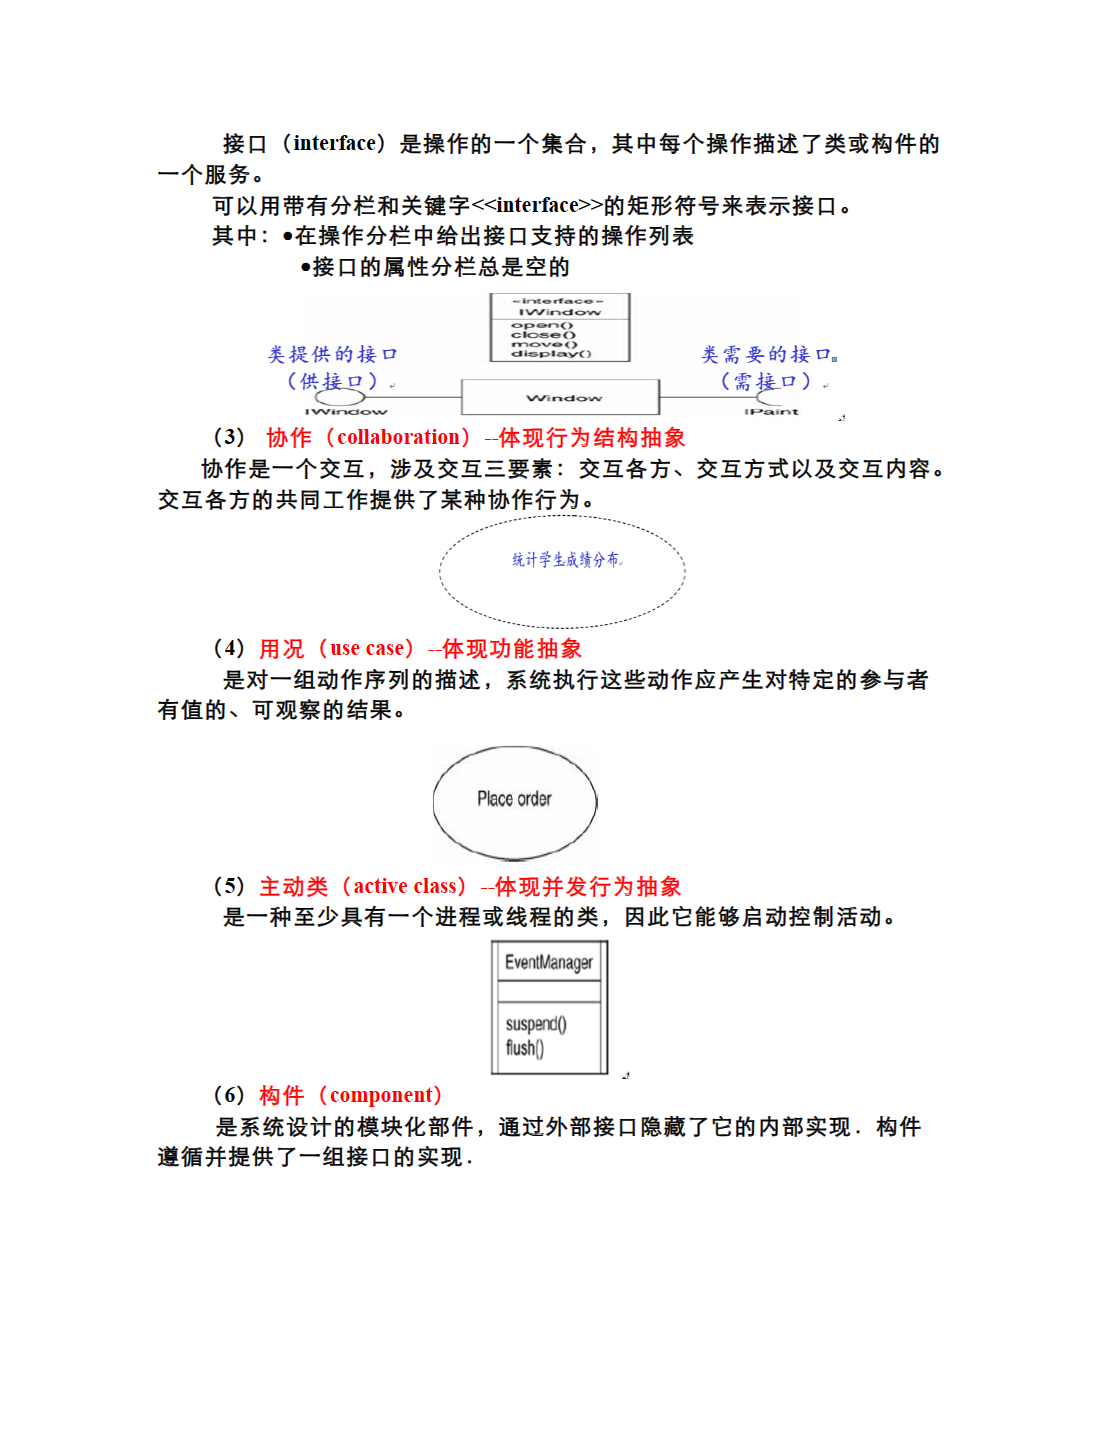 接口（interface）是操作的一个集合，其中每个操作描述了类或构件的
一个服务。
可以用带有分栏和关键字<<interface>>的矩形符号来表示接口。
其中：●在操作分栏中给出接口支持的操作列表
●接口的属性分栏总是空的
«interface»
IWindow
open()
close()
move()
display()
类提供的接口
（供接口）
类需要的接口
（需接口）
IWindow
Window
IPaint
（3） 协作（collaboration）--体现行为结构抽象
协作是一个交互，涉及交互三要素：交互各方、交互方式以及交互内容。
交互各方的共同工作提供了某种协作行为。
统计学生成绩分布
（4）用况（use case）--体现功能抽象
是对一组动作序列的描述，系统执行这些动作应产生对特定的参与者
有值的、可观察的结果。
Place order
（5）主动类（active class）--体现并发行为抽象
是一种至少具有一个进程或线程的类，因此它能够启动控制活动。
EventManager
suspend()
flush()
（6）构件（component）
是系统设计的模块化部件，通过外部接口隐藏了它的内部实现．构件
遵循并提供了一组接口的实现．